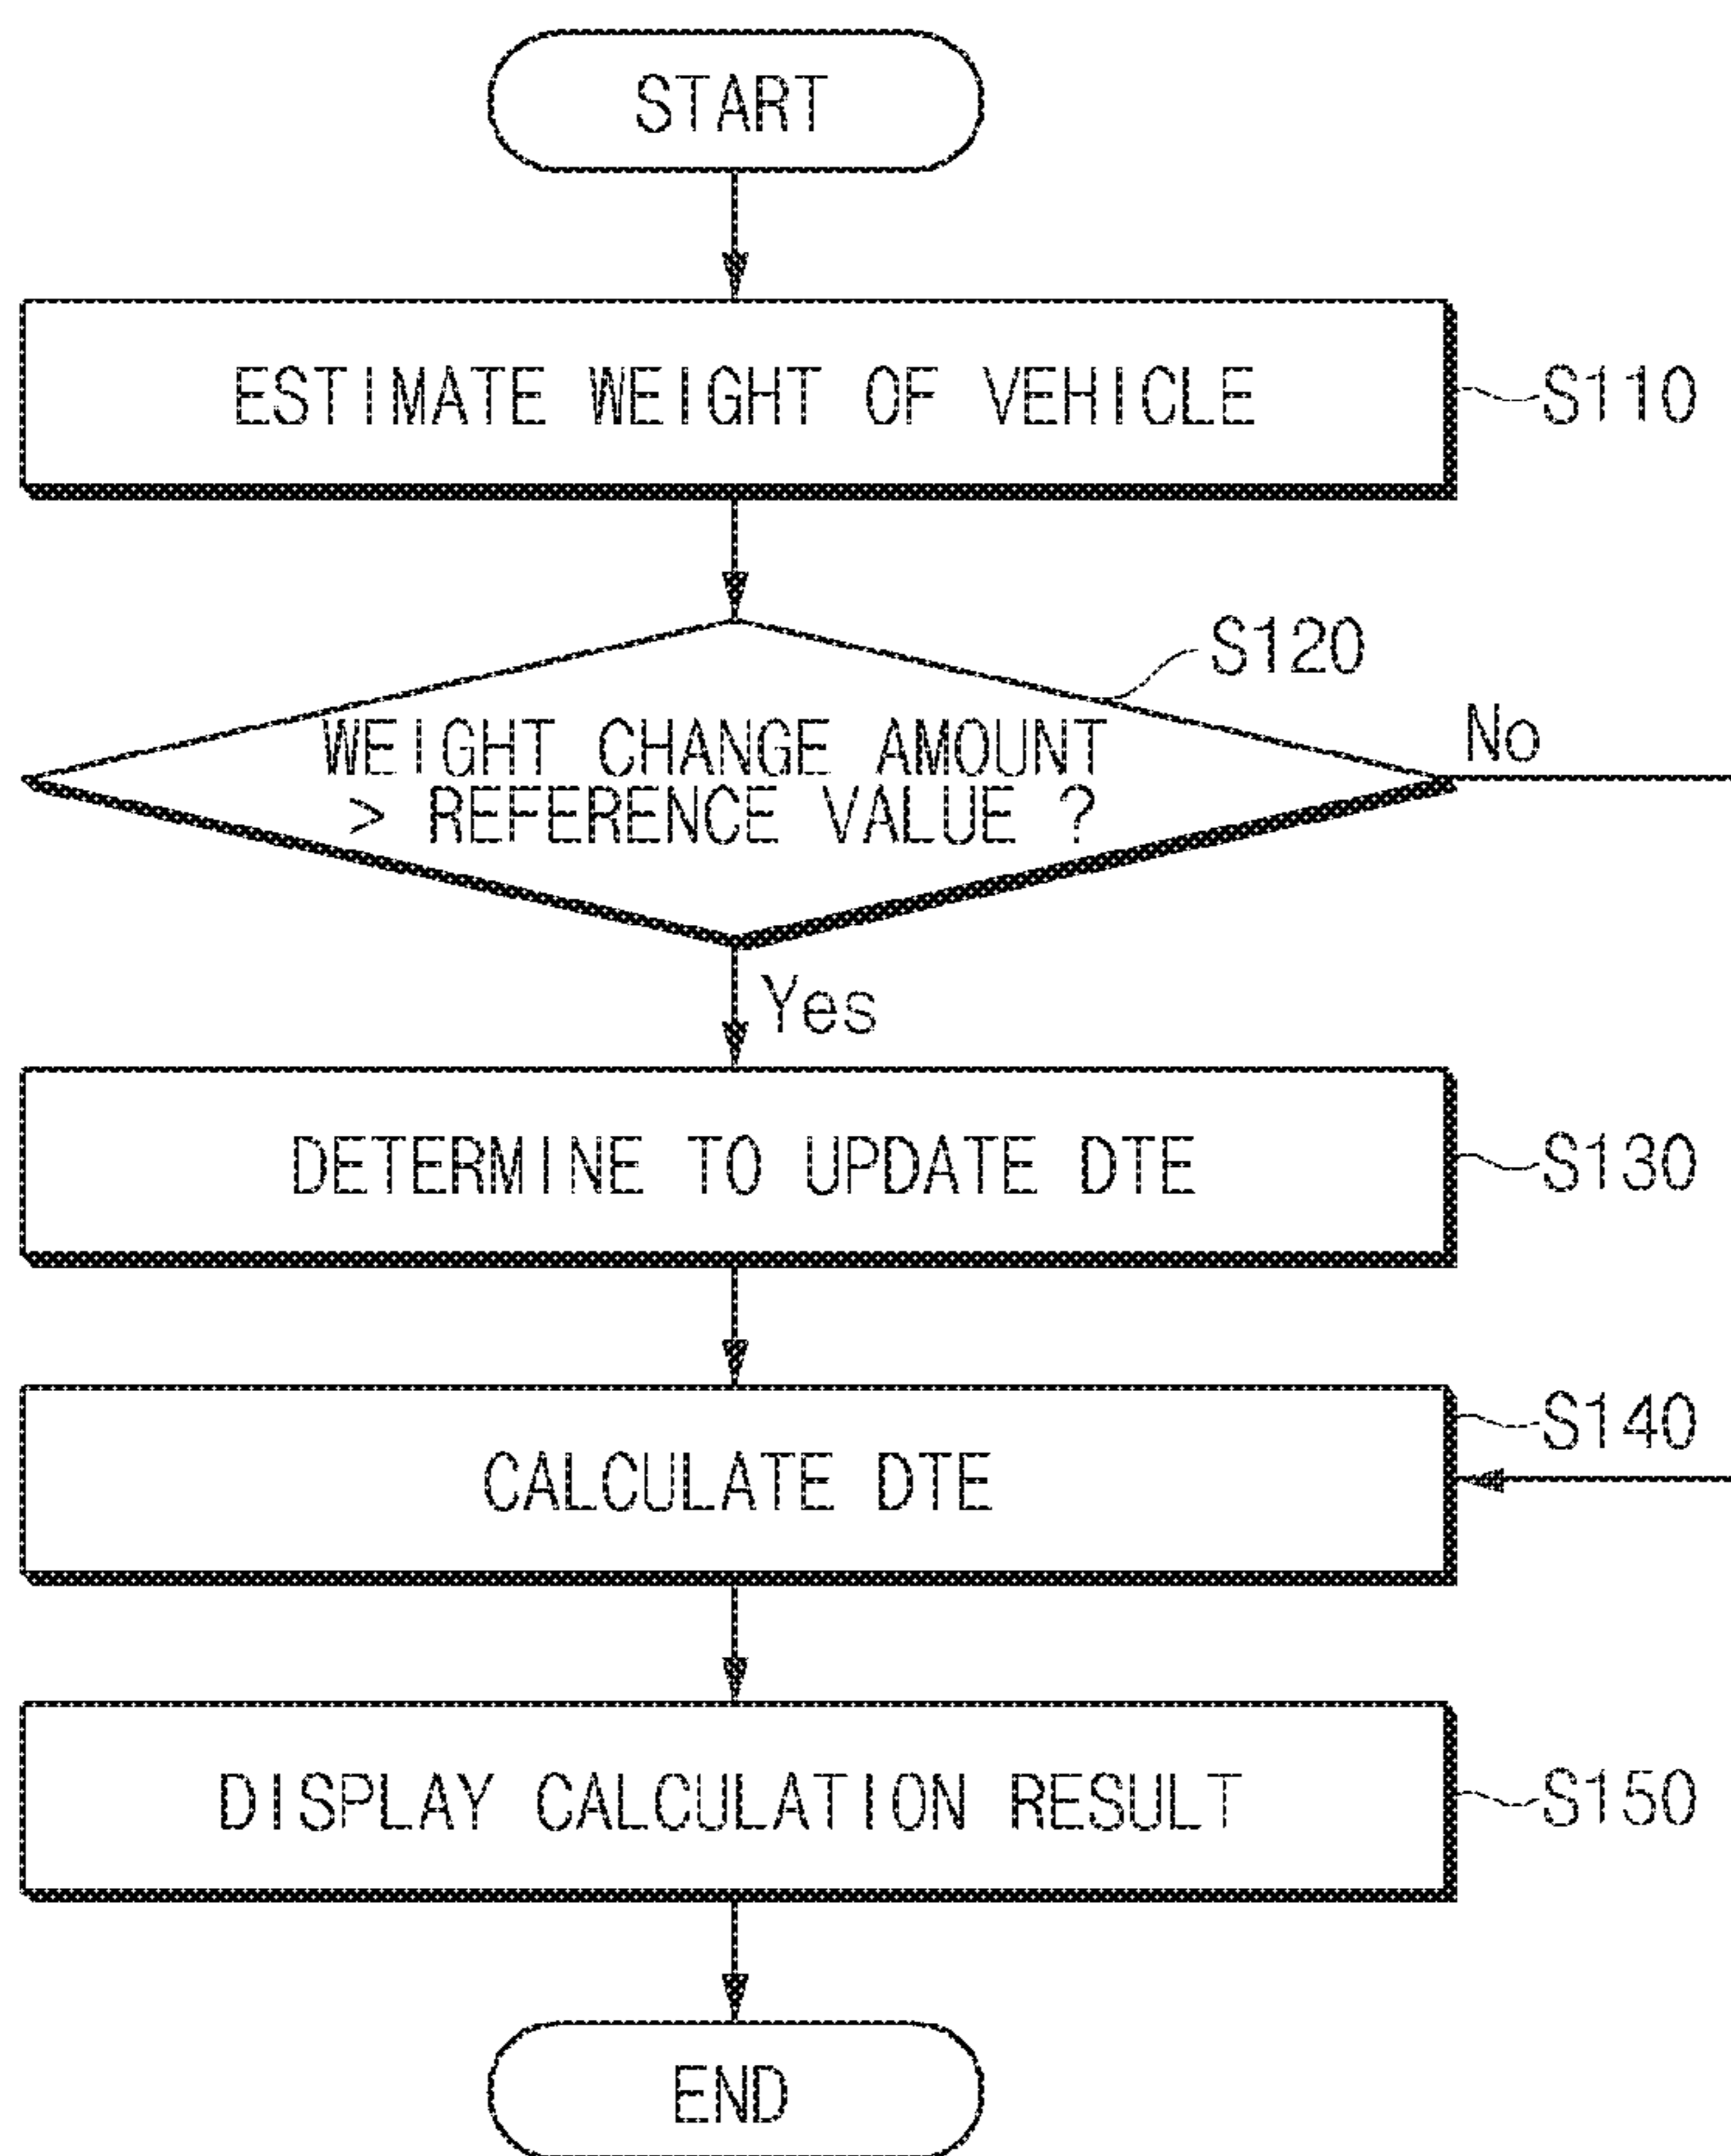 START
ESTIMATE WEIGHT OF VEHICLE
S110
S120
WEIGHT CHANGE AMOUNT
> REFERENCE VALUE ?
No
Yes
DETERMINE TO UPDATE DTE
S130
CALCULATE DTE
S140
DISPLAY CALCULATION RESULT
S150
END